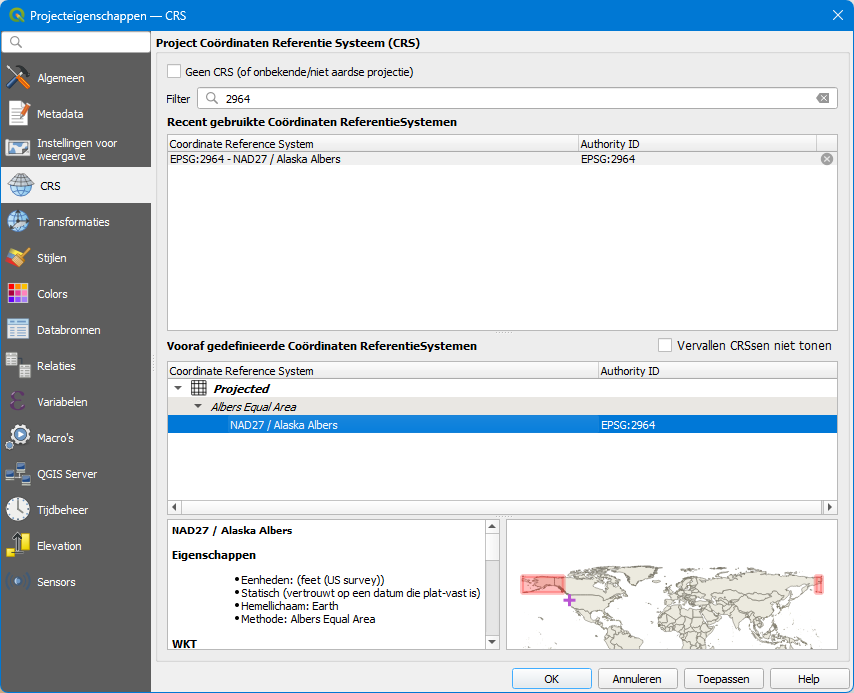 Projecteigenschappen — CRS
Project Coördinaten Referentie Systeem (CRS)
Geen CRS (of onbekende/niet aardse projectie)
Filter 2964
Recent gebruikte Coördinaten ReferentieSystemen
Coordinate Reference System Authority ID
EPSG:2964 - NAD27 / Alaska Albers EPSG:2964
Algemeen
Metadata
Instellingen voor
weergave
CRS
Transformaties
Stijlen
Colors
Databronnen
Relaties
Variabelen
Macro's
QGIS Server
Tijdbeheer
Elevation
Sensors
Vooraf gedefinieerde Coördinaten ReferentieSystemen
Vervallen CRSsen niet tonen
Coordinate Reference System Authority ID
Projected
Albers Equal Area
NAD27 / Alaska Albers EPSG:2964
NAD27 / Alaska Albers
Eigenschappen
•Eenheden: (feet (US survey))
•Statisch (vertrouwt op een datum die plat-vast is)
•Hemellichaam: Earth
•Methode: Albers Equal Area
WKT
OK Annuleren Toepassen Help